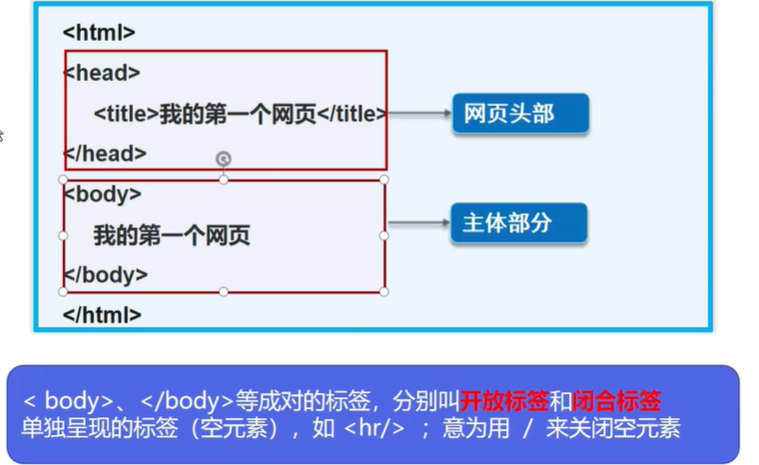 <html>
<head>
<title>我的第一个网页</title>
网页头部
</head>
<body>
我的第一个网页
主体部分
</body>
</html>
< body>、</body>等成对的标签，分别叫开放标签和闭合标签
单独呈现的标签（空元素），如 <hr/> ；意为用 / 来关闭空元素